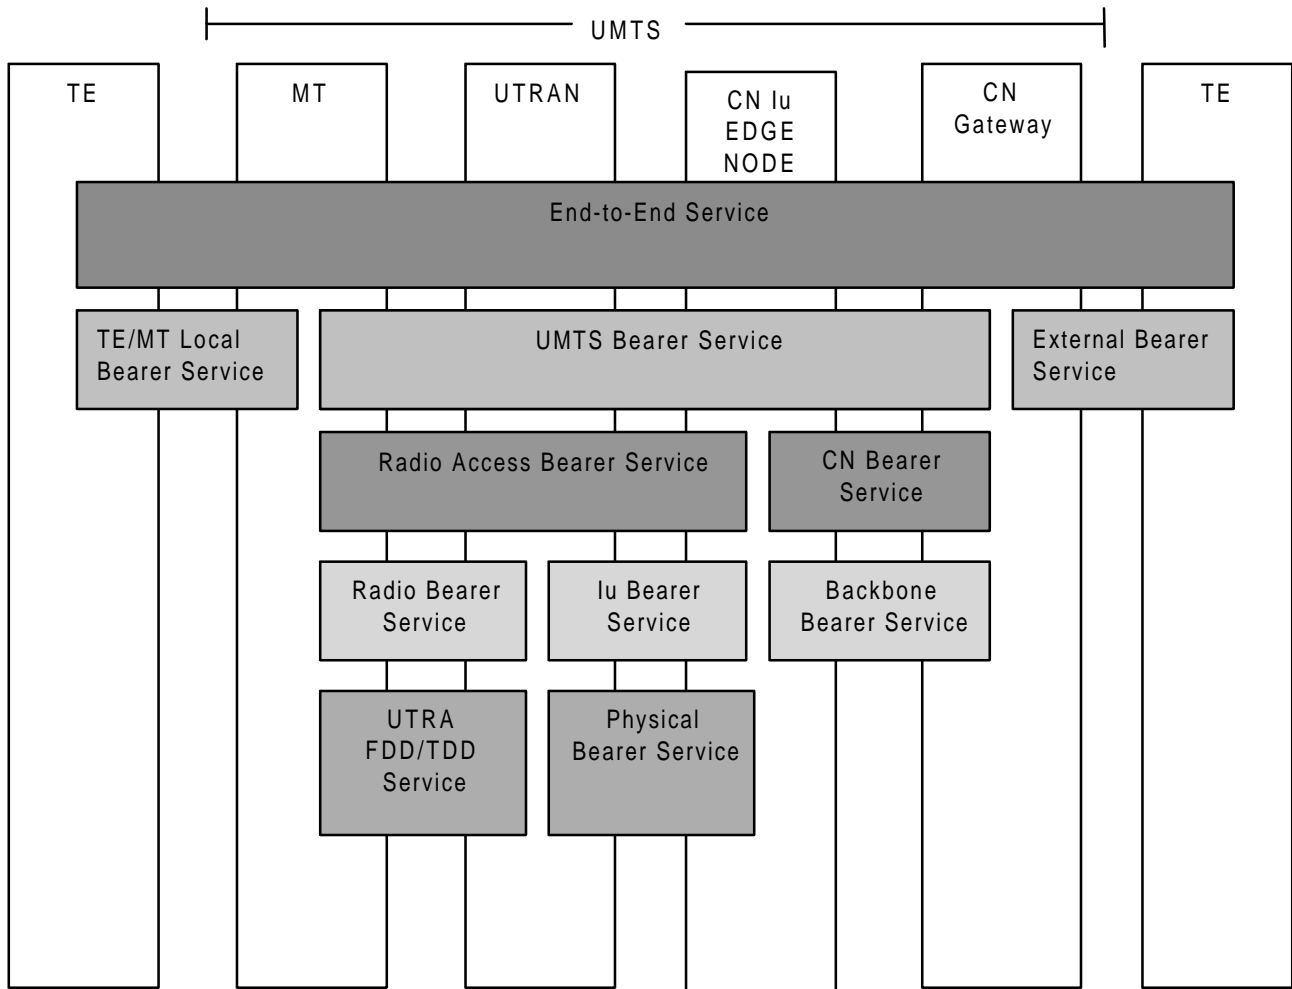 UMTS
TE
MT
UTRAN
CN Iu
EDGE
NODE
CN
Gateway
TE
End-to-End Service
TE/MT Local
Bearer Service
UMTS Bearer Service
External Bearer
Service
Radio Access Bearer Service
CN Bearer
Service
Radio Bearer
Service
Iu Bearer
Service
Backbone
Bearer Service
UTRA
FDD/TDD
Service
Physical
Bearer Service